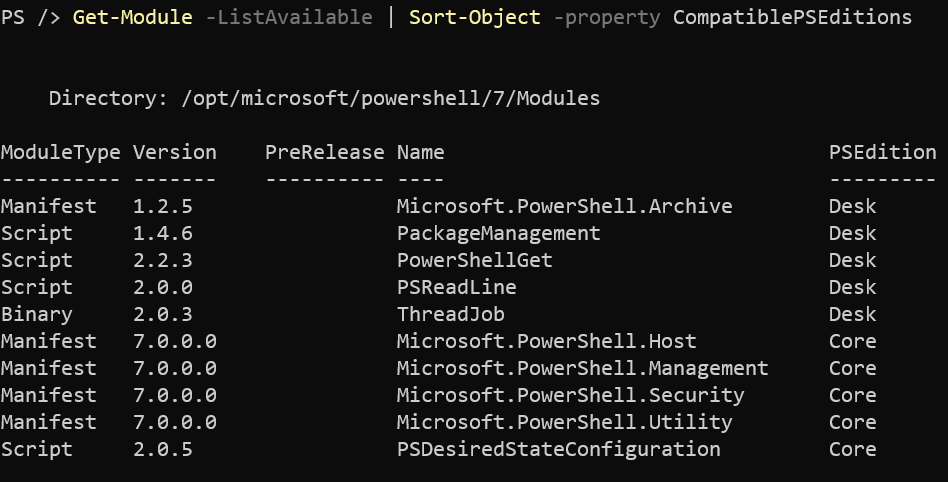 PS /> Get-Module -ListAvailable | Sort-Object -property CompatiblePSEditions
Directory: /opt/microsoft/powershell/7/Modules
ModuleType Version    PreRelease Name                                PSEdition
---------- -------    ---------- ----                                ---------
Manifest   1.2.5                 Microsoft.PowerShell.Archive        Desk
Script     1.4.6                 PackageManagement                   Desk
Script     2.2.3                 PowerShellGet                       Desk
Script     2.0.0                 PSReadLine                          Desk
Binary     2.0.3                 ThreadJob                           Desk
Manifest   7.0.0.0               Microsoft.PowerShell.Host           Core
Manifest   7.0.0.0               Microsoft.PowerShell.Management     Core
Manifest   7.0.0.0               Microsoft.PowerShell.Security       Core
Manifest   7.0.0.0               Microsoft.PowerShell.Utility        Core
Script     2.0.5                 PSDesiredStateConfiguration         Core